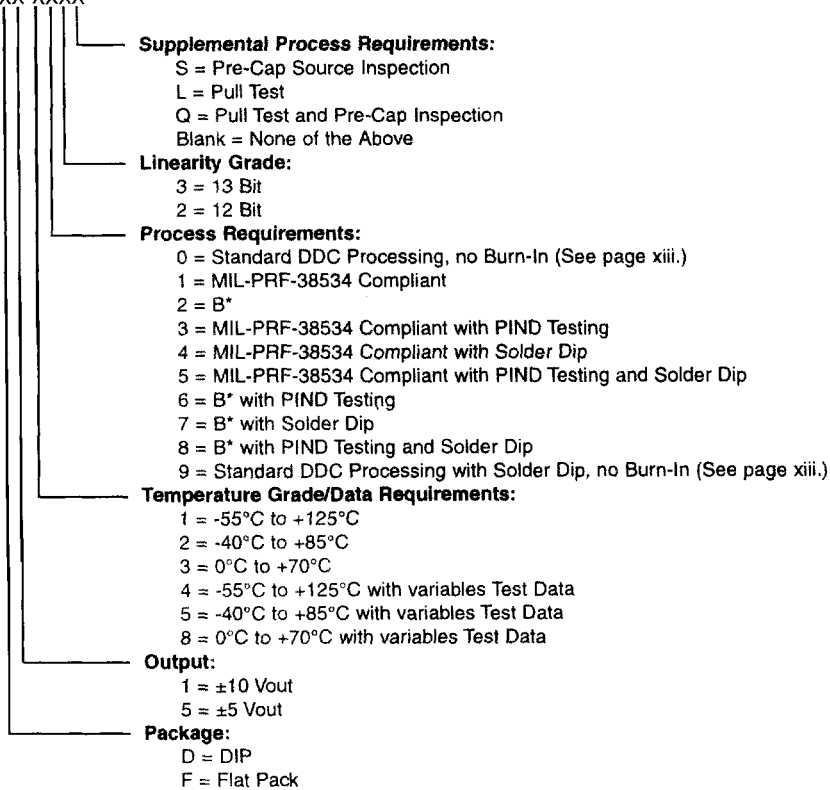 XX-XXXX
Supplemental Process Requirements:
S = Pre-Cap Source Inspection
L = Pull Test
Q = Pull Test and Pre-Cap Inspection
Blank = None of the Above
Linearity Grade:
3 = 13 Bit
2 = 12 Bit
Process Requirements:
0 = Standard DDC Processing, no Burn-In (See page xiii.)
1 = MIL-PRF-38534 Compliant
2 = B*
3 = MIL-PRF-38534 Compliant with PIND Testing
4 = MIL-PRF-38534 Compliant with Solder Dip
5 = MIL-PRF-38534 Compliant with PIND Testing and Solder Dip
6 = B* with PIND Testing
7 = B* with Solder Dip
8 = B* with PIND Testing and Solder Dip
9 = Standard DDC Processing with Solder Dip, no Burn-In (See page xiii.)
Temperature Grade/Data Requirements:
1 = -55°C to +125°C
2 = -40°C to +85°C
3 = 0°C to +70°C
4 = -55°C to +125°C with variables Test Data
5 = -40°C to +85°C with variables Test Data
8 = 0°C to +70°C with variables Test Data
Output:
1 = ±10 Vout
5 = ±5 Vout
Package:
D = DIP
F = Flat Pack